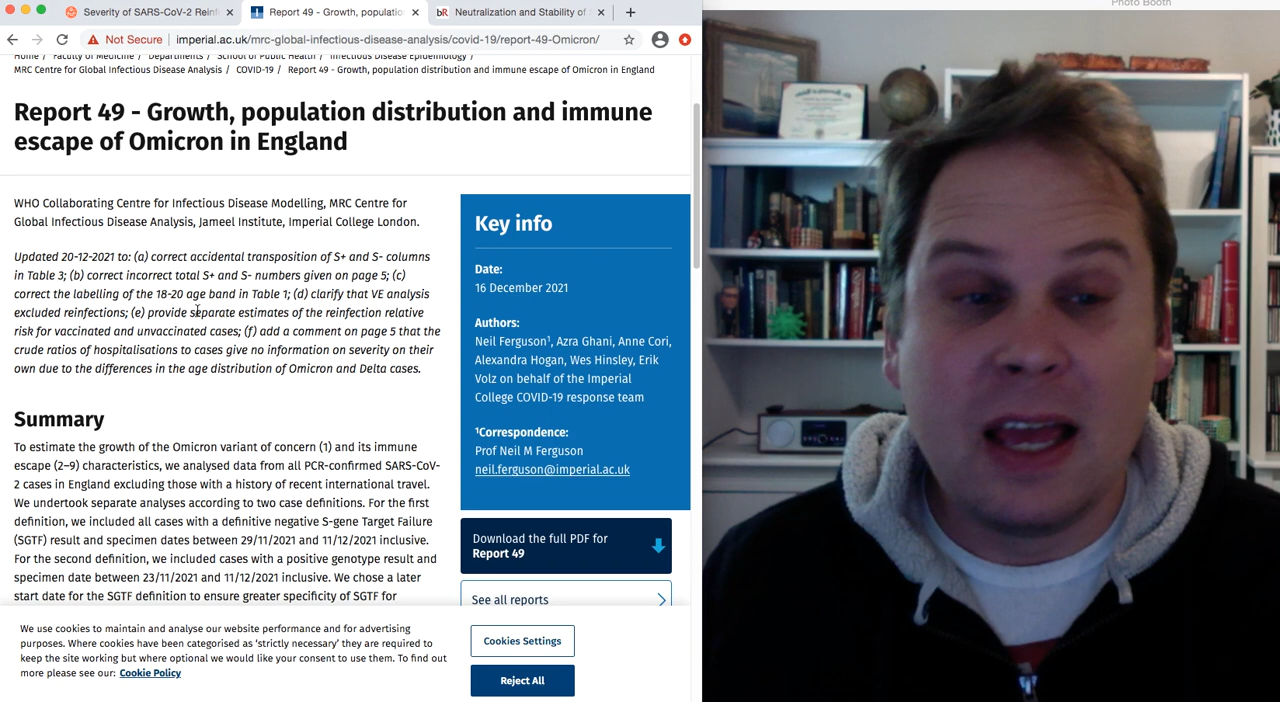 Severity of SARS-CoV-2 Reinf
Report 49 - Growth, populatio
bR
Neutralization and Stability of
Photo Booth
Not Secure
imperial.ac.uk/mrc-global-infectious-disease-analysis/covid-19/report-49-Omicron/
Home / Faculty of Medicine / Departments / School of Public Health / Infectious Disease Epidemiology /
MRC Centre for Global Infectious Disease Analysis / COVID-19 / Report 49 - Growth, population distribution and immune escape of Omicron in England
Report 49 - Growth, population distribution and immune
escape of Omicron in England
WHO Collaborating Centre for Infectious Disease Modelling, MRC Centre for
Global Infectious Disease Analysis, Jameel Institute, Imperial College London.
Updated 20-12-2021 to: (a) correct accidental transposition of S+ and S- columns
in Table 3; (b) correct incorrect total S+ and S- numbers given on page 5; (c)
correct the labelling of the 18-20 age band in Table 1; (d) clarify that VE analysis
excluded reinfections; (e) provide separate estimates of the reinfection relative
risk for vaccinated and unvaccinated cases; (f) add a comment on page 5 that the
crude ratios of hospitalisations to cases give no information on severity on their
own due to the differences in the age distribution of Omicron and Delta cases.
Summary
To estimate the growth of the Omicron variant of concern (1) and its immune
escape (2–9) characteristics, we analysed data from all PCR-confirmed SARS-CoV-
2 cases in England excluding those with a history of recent international travel.
We undertook separate analyses according to two case definitions. For the first
definition, we included all cases with a definitive negative S-gene Target Failure
(SGTF) result and specimen dates between 29/11/2021 and 11/12/2021 inclusive.
For the second definition, we included cases with a positive genotype result and
specimen date between 23/11/2021 and 11/12/2021 inclusive. We chose a later
start date for the SGTF definition to ensure greater specificity of SGTF for
Key info
Date:
16 December 2021
Authors:
Neil Ferguson¹, Azra Ghani, Anne Cori,
Alexandra Hogan, Wes Hinsley, Erik
Volz on behalf of the Imperial
College COVID-19 response team
¹Correspondence:
Prof Neil M Ferguson
neil.ferguson@imperial.ac.uk
Download the full PDF for
Report 49
See all reports
We use cookies to maintain and analyse our website performance and for advertising
purposes. Where cookies have been categorised as ‘strictly necessary’ they are required to
keep the site working but where optional we would like your consent to use them. To find out
more please see our: Cookie Policy
Cookies Settings
Reject All